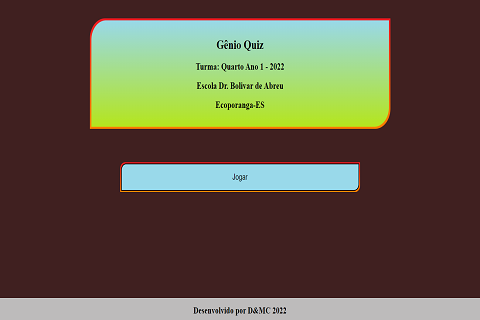 Gênio Quiz
Turma: Quarto Ano 1 - 2022
Escola Dr. Bolivar de Abreu
Ecoporanga-ES
Jogar
Desenvolvido por D&MC 2022